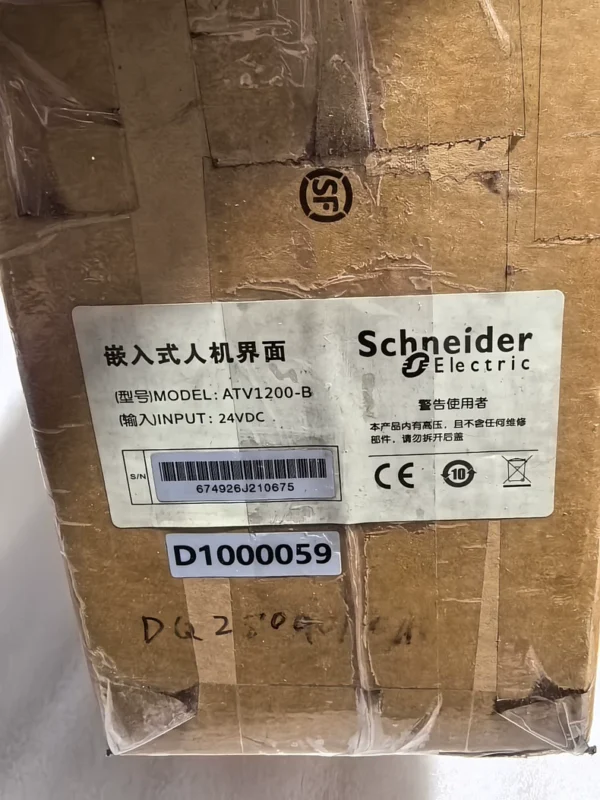 SF
嵌入式人机界面
(型号)MODEL: ATV1200-B
(输入)INPUT: 24VDC
S/N
674926J210675
Schneider
Electric
警告使用者
本产品内有高压，且不含任何维修
部件，请勿拆开后盖
CE
10
D1000059